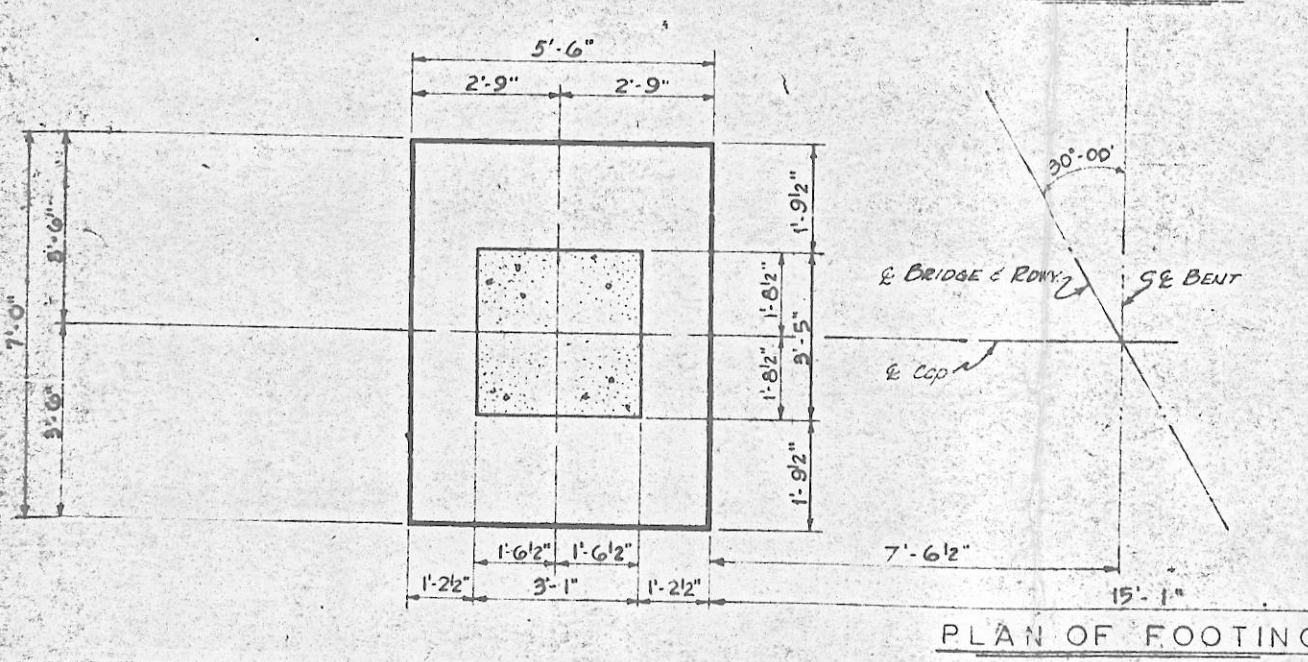 5'-6"
2'-9" 2'-9"
7'-0"
3'-6"
3'-6"
1'-9½"
1'-8½"
3'-5"
1'-8½"
1'-9½"
30°-00'
℄ BRIDGE & RDWY.
℄ BENT
℄ Cap
1'-6½" 1'-6½"
1'-2½" 3'-1" 1'-2½"
7'-6½"
15'-1"
PLAN OF FOOTING